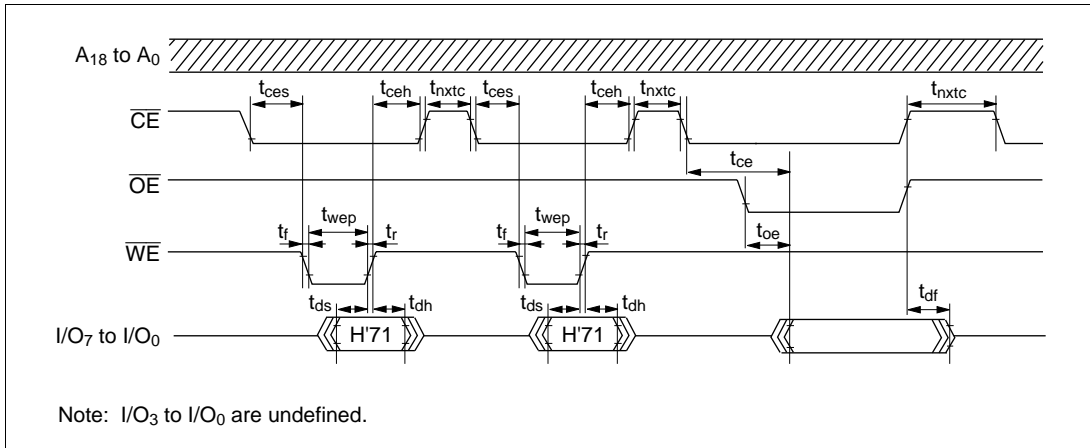 A18 to A0
tces tceh tnxtc tces tceh tnxtc tnxtc
CE
tce
OE
twep twep
tf tr tf tr toe
WE
tds tdh tds tdh tdf
I/O7 to I/O0 H'71 H'71
Note: I/O3 to I/O0 are undefined.